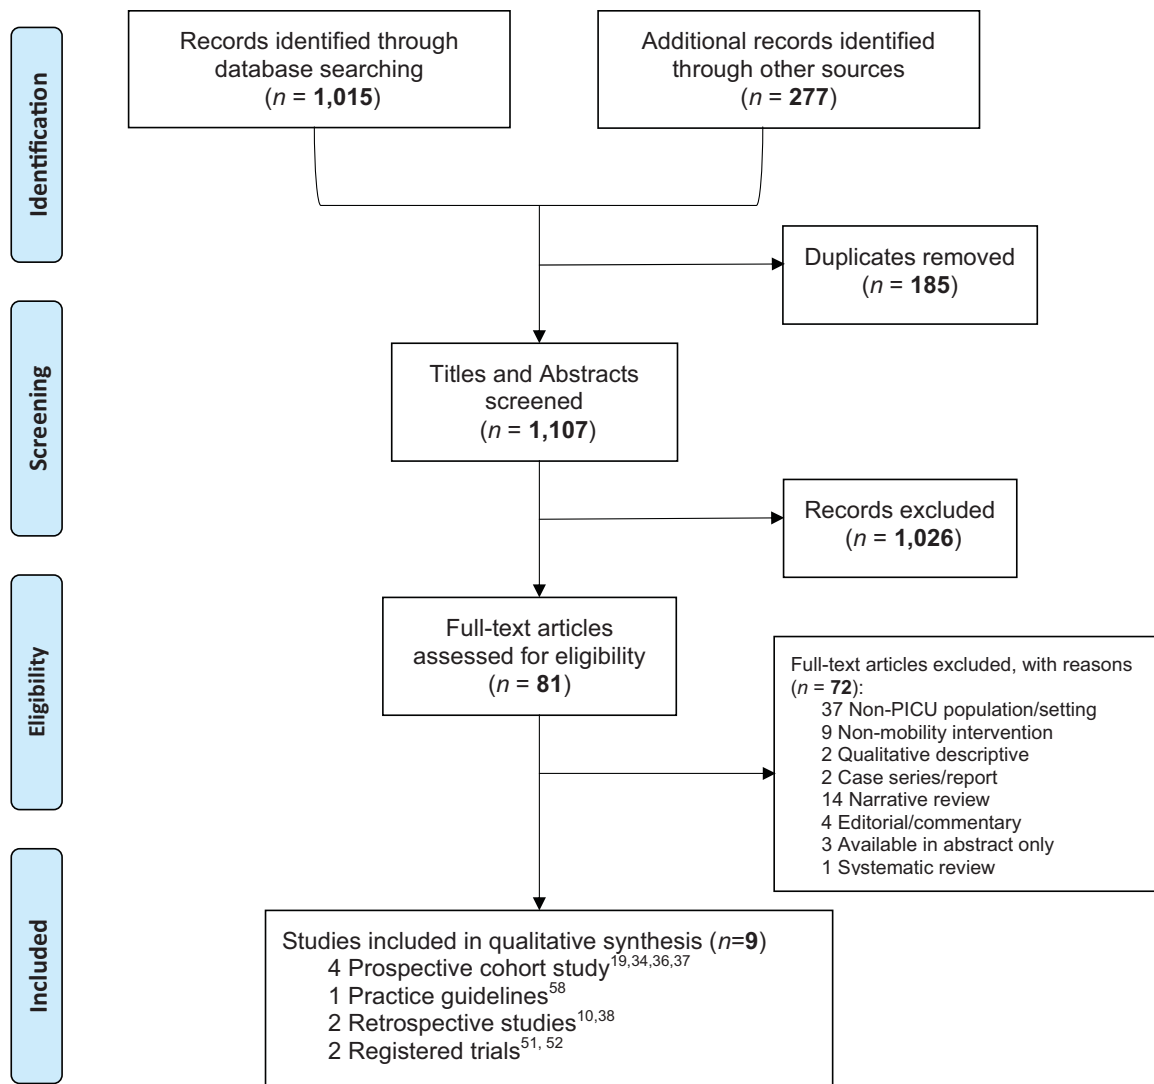 Identification
Records identified through
database searching
(n = 1,015)
Additional records identified
through other sources
(n = 277)
Duplicates removed
(n = 185)
Screening
Titles and Abstracts
screened
(n = 1,107)
Records excluded
(n = 1,026)
Eligibility
Full-text articles
assessed for eligibility
(n = 81)
Full-text articles excluded, with reasons
(n = 72):
37 Non-PICU population/setting
9 Non-mobility intervention
2 Qualitative descriptive
2 Case series/report
14 Narrative review
4 Editorial/commentary
3 Available in abstract only
1 Systematic review
Included
Studies included in qualitative synthesis (n=9)
4 Prospective cohort study19,34,36,37
1 Practice guidelines58
2 Retrospective studies10,38
2 Registered trials51, 52